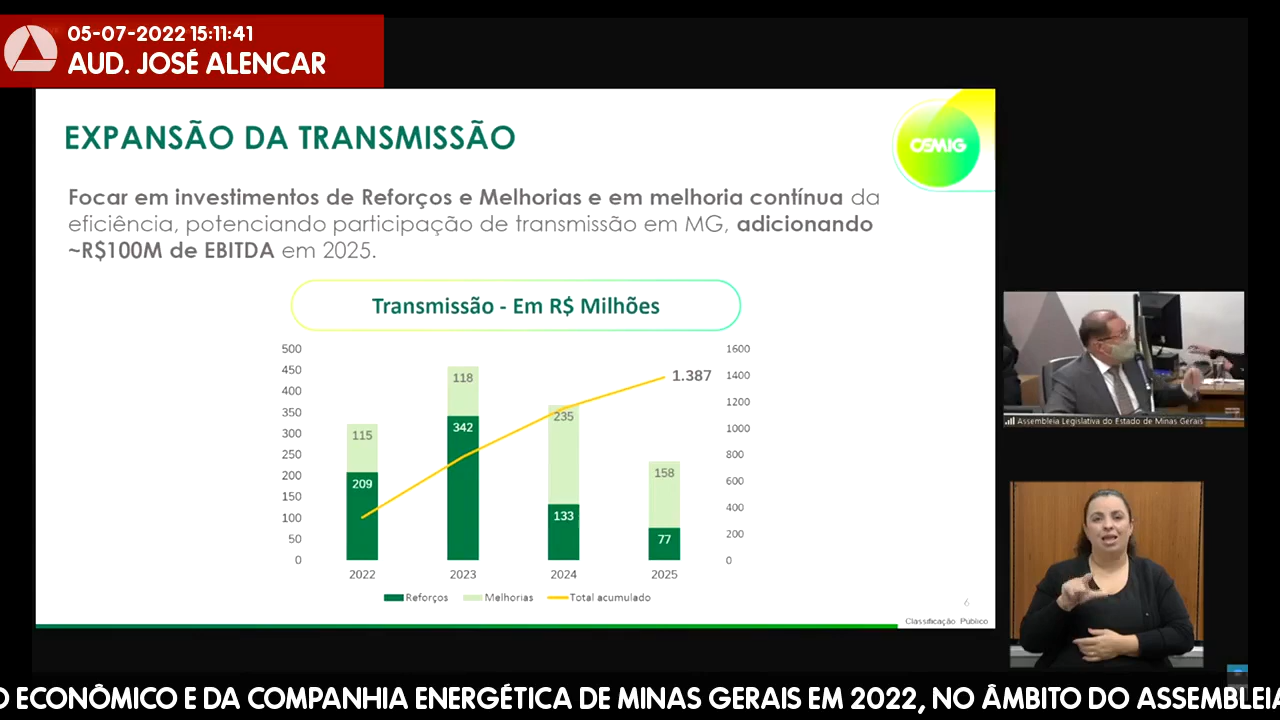 05-07-2022 15:11:41
AUD. JOSÉ ALENCAR
EXPANSÃO DA TRANSMISSÃO
CEMIG
Focar em investimentos de Reforços e Melhorias e em melhoria contínua da
eficiência, potenciando participação de transmissão em MG, adicionando
~R$100M de EBITDA em 2025.
Transmissão - Em R$ Milhões
500
450
400
350
300
250
200
150
100
50
0
1600
1400
1200
1000
800
600
400
200
0
115
209
118
342
235
133
158
77
1.387
2022 2023 2024 2025
Reforços Melhorias Total acumulado
6
Classificação Público
Assembleia Legislativa do Estado de Minas Gerais
O ECONÔMICO E DA COMPANHIA ENERGÉTICA DE MINAS GERAIS EM 2022, NO ÂMBITO DO ASSEMBLEIA